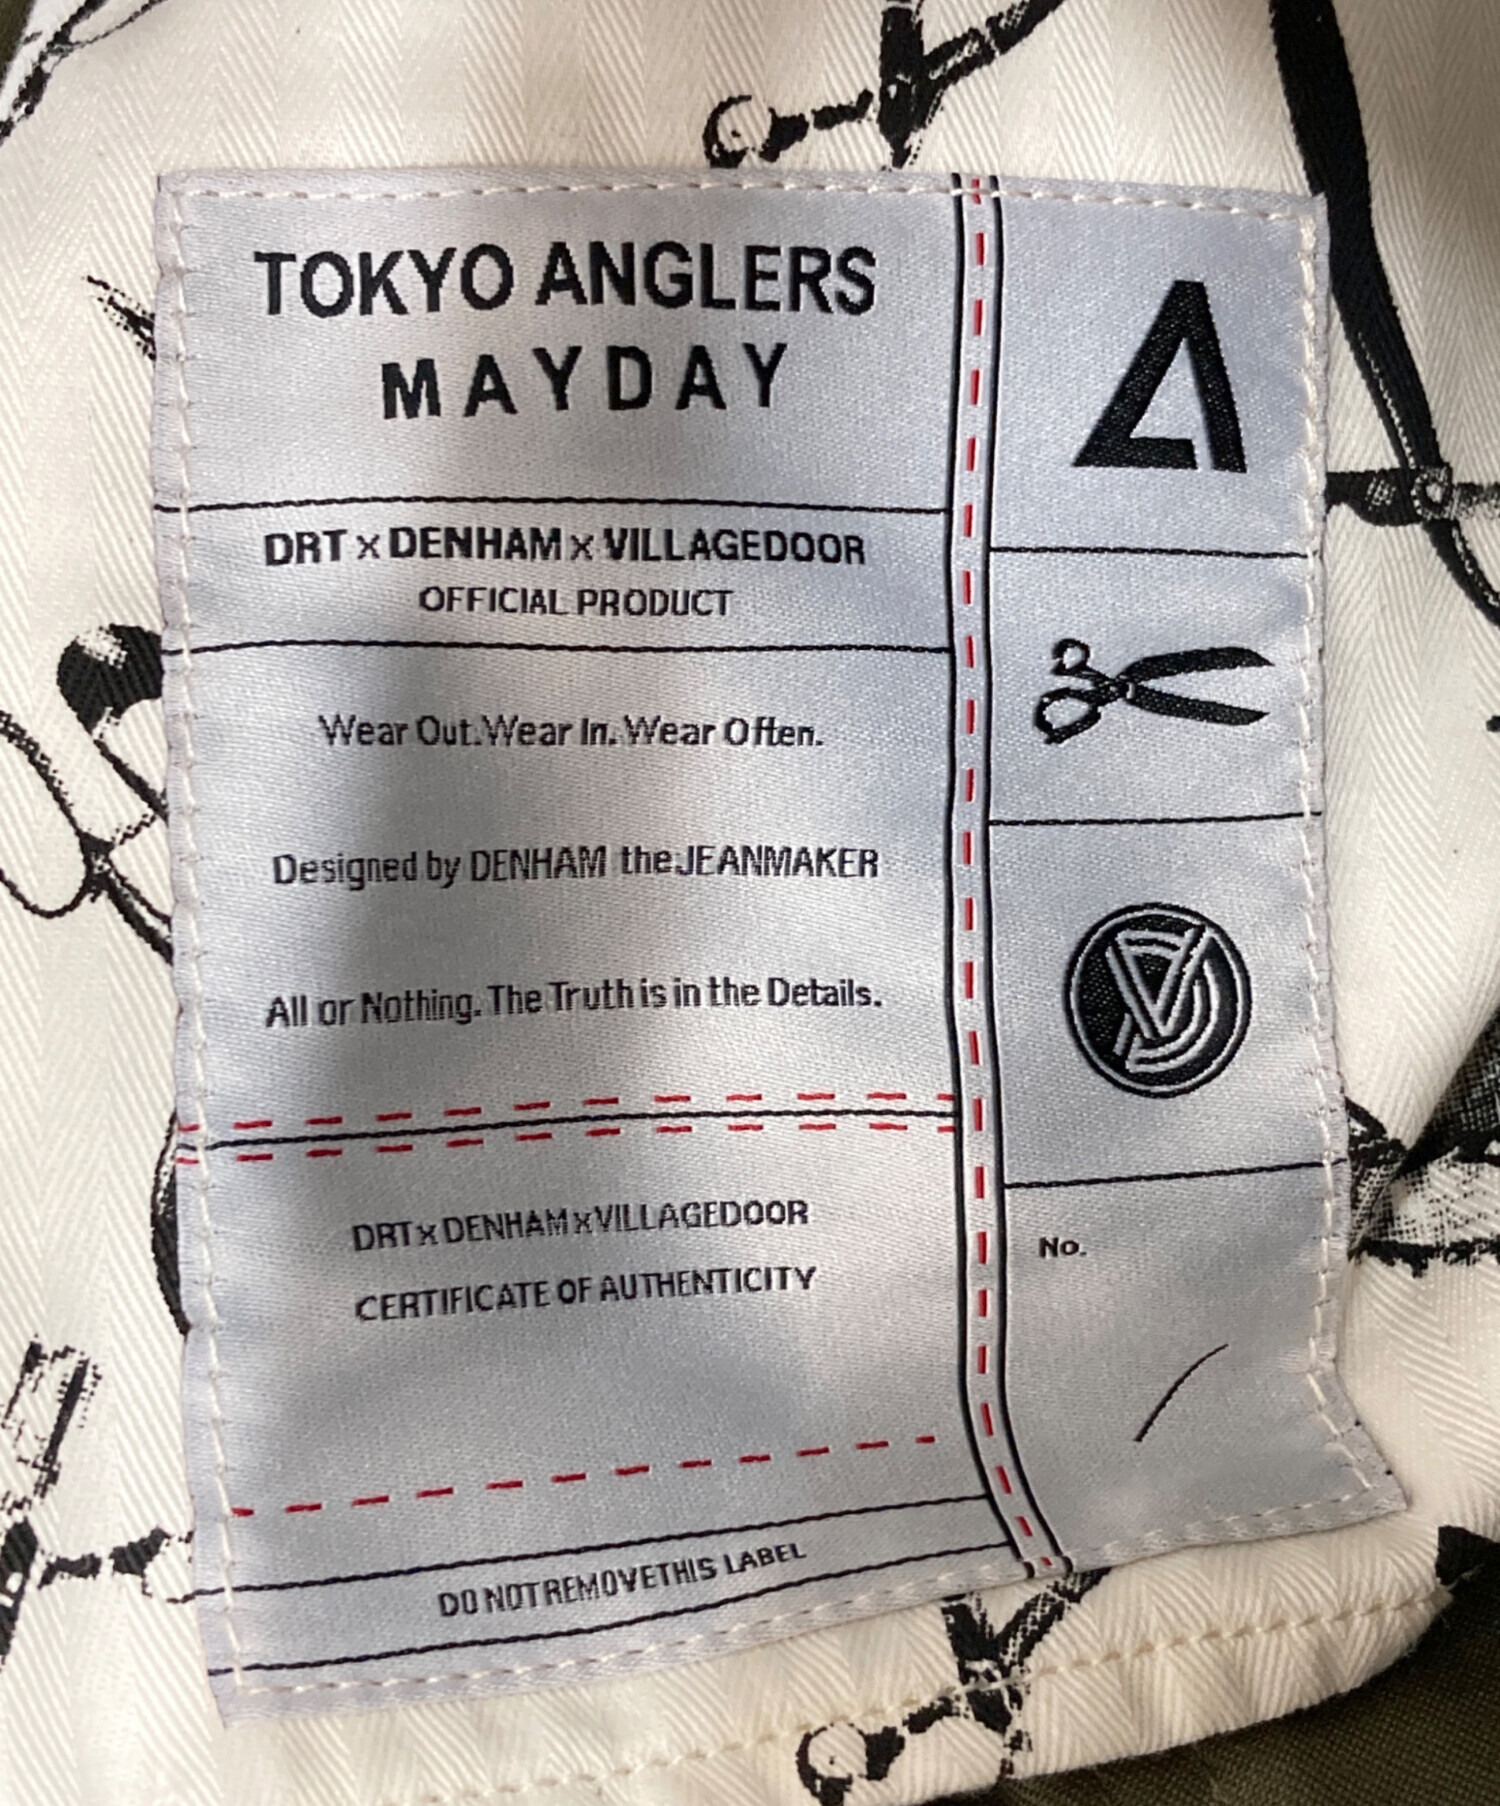 TOKYO ANGLERS
MAYDAY
DRT x DENHAM x VILLAGEDOOR
OFFICIAL PRODUCT
Wear Out. Wear In. Wear Often.
Designed by DENHAM the JEANMAKER
All or Nothing. The Truth is in the Details.
DRT x DENHAM x VILLAGEDOOR
CERTIFICATE OF AUTHENTICITY
DO NOT REMOVE THIS LABEL
No.